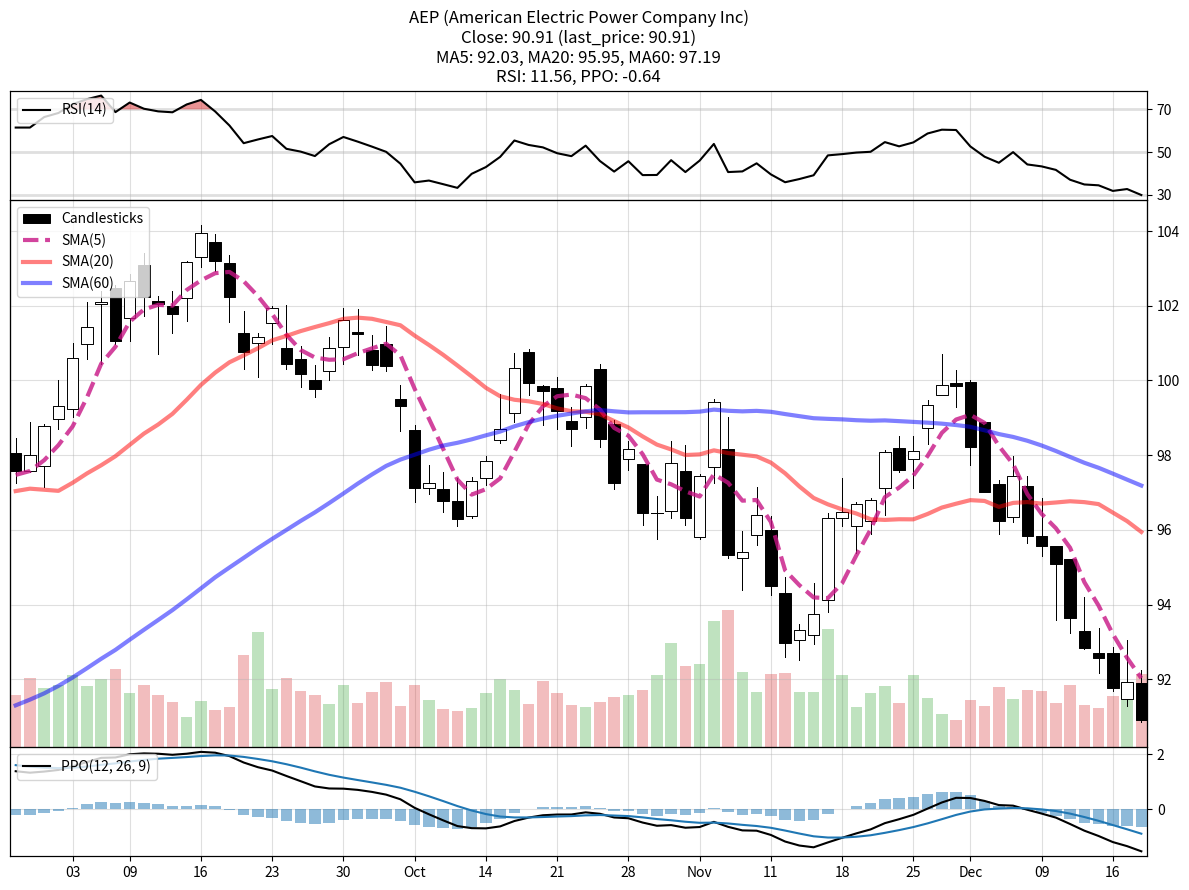 AEP (American Electric Power Company Inc)
Close: 90.91 (last_price: 90.91)
MA5: 92.03, MA20: 95.95, MA60: 97.19
RSI: 11.56, PPO: -0.64
RSI(14)
70
50
30
Candlesticks
SMA(5)
SMA(20)
SMA(60)
104
102
100
98
96
94
92
PPO(12, 26, 9)
2
0
03 09 16 23 30 Oct 14 21 28 Nov 11 18 25 Dec 09 16